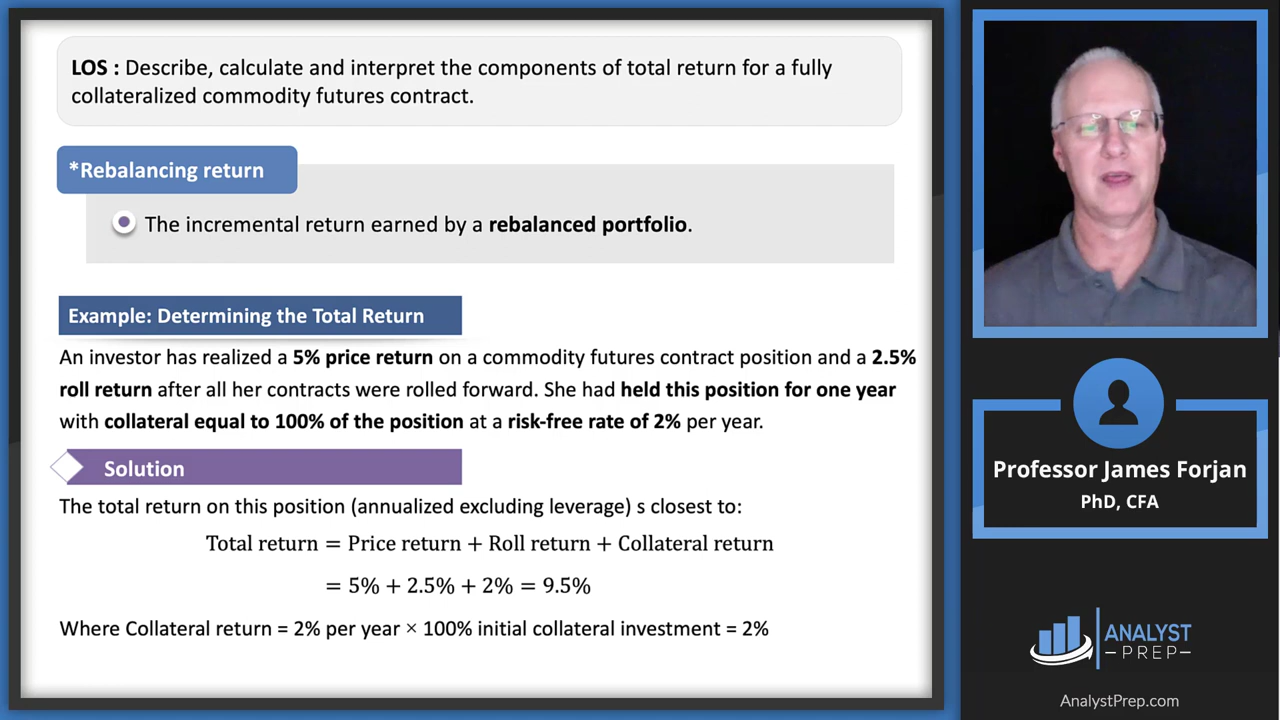 LOS : Describe, calculate and interpret the components of total return for a fully
collateralized commodity futures contract.
*Rebalancing return
The incremental return earned by a rebalanced portfolio.
Example: Determining the Total Return
An investor has realized a 5% price return on a commodity futures contract position and a 2.5%
roll return after all her contracts were rolled forward. She had held this position for one year
with collateral equal to 100% of the position at a risk-free rate of 2% per year.
Solution
The total return on this position (annualized excluding leverage) s closest to:
Total return = Price return + Roll return + Collateral return
= 5% + 2.5% + 2% = 9.5%
Where Collateral return = 2% per year × 100% initial collateral investment = 2%
Professor James Forjan
PhD, CFA
ANALYST
–PREP–
AnalystPrep.com